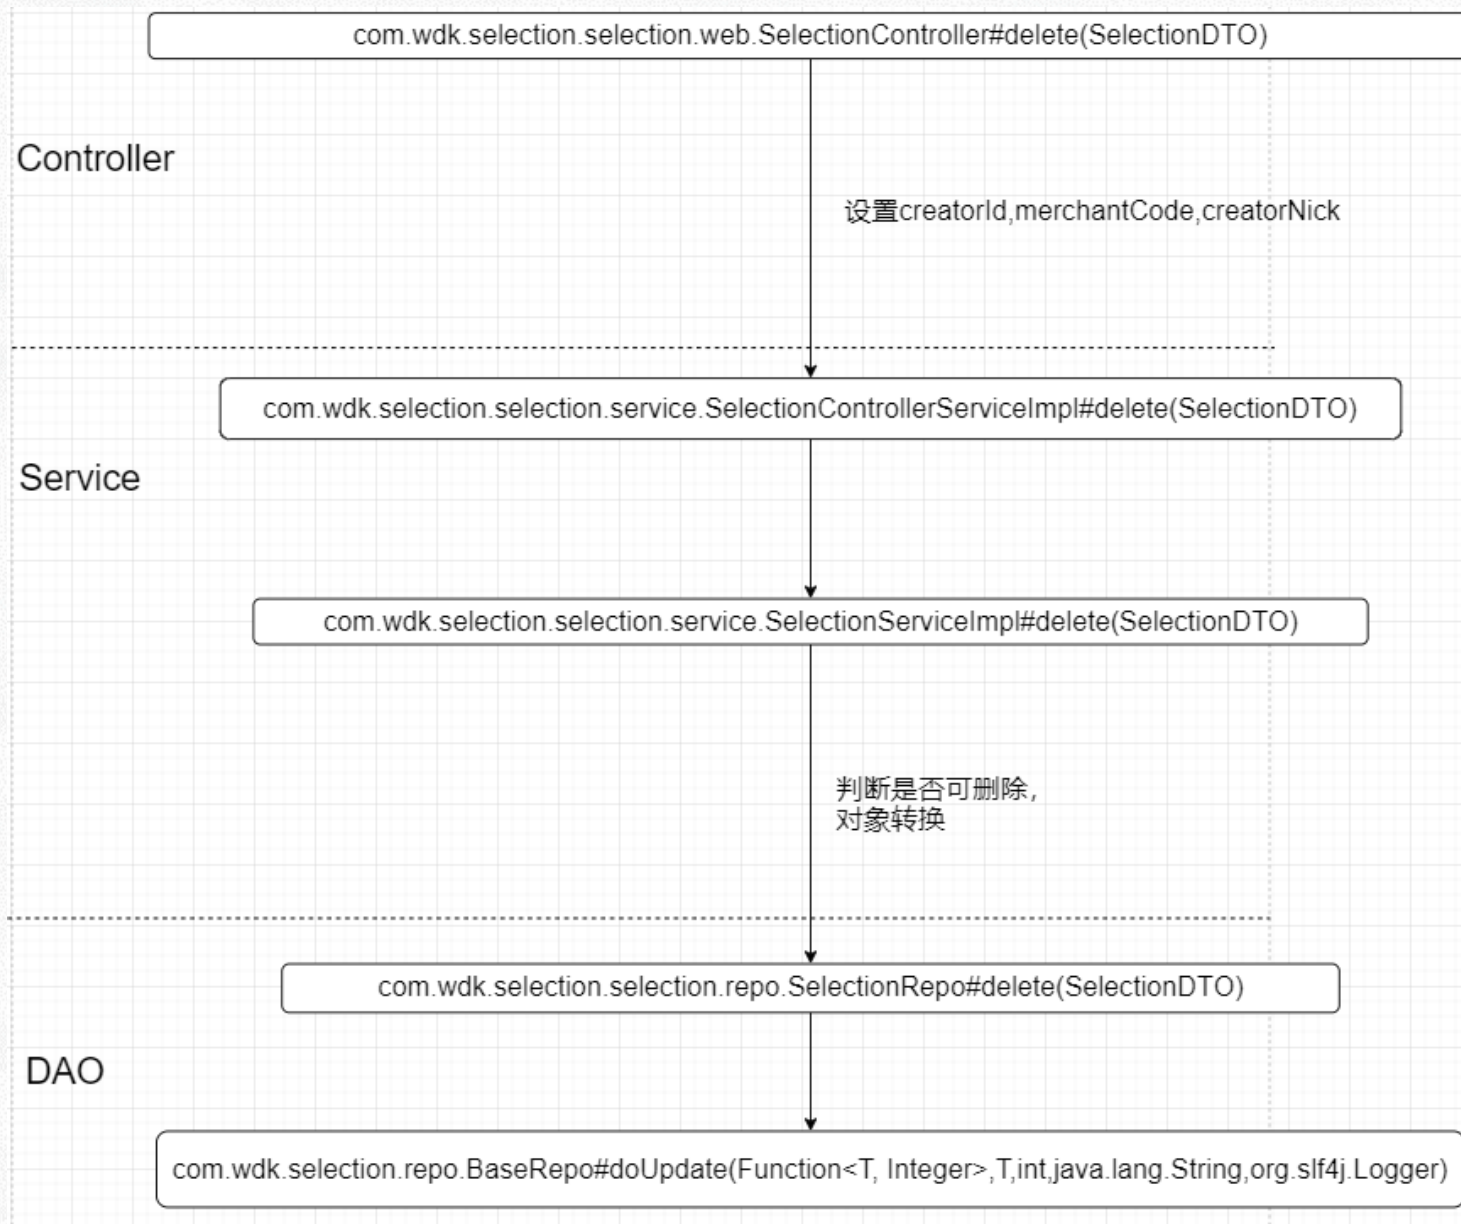 com.wdk.selection.selection.web.SelectionController#delete(SelectionDTO)
Controller
设置creatorId,merchantCode,creatorNick
com.wdk.selection.selection.service.SelectionControllerServiceImpl#delete(SelectionDTO)
Service
com.wdk.selection.selection.service.SelectionServiceImpl#delete(SelectionDTO)
判断是否可删除，
对象转换
com.wdk.selection.selection.repo.SelectionRepo#delete(SelectionDTO)
DAO
com.wdk.selection.repo.BaseRepo#doUpdate(Function<T, Integer>,T,int,java.lang.String,org.slf4j.Logger)